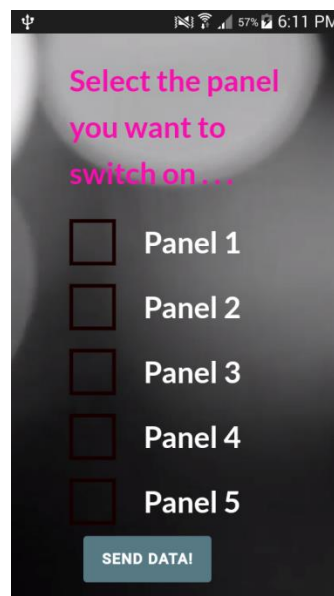 57% 6:11 PM
Select the panel
you want to
switch on . . .
Panel 1
Panel 2
Panel 3
Panel 4
Panel 5
SEND DATA!